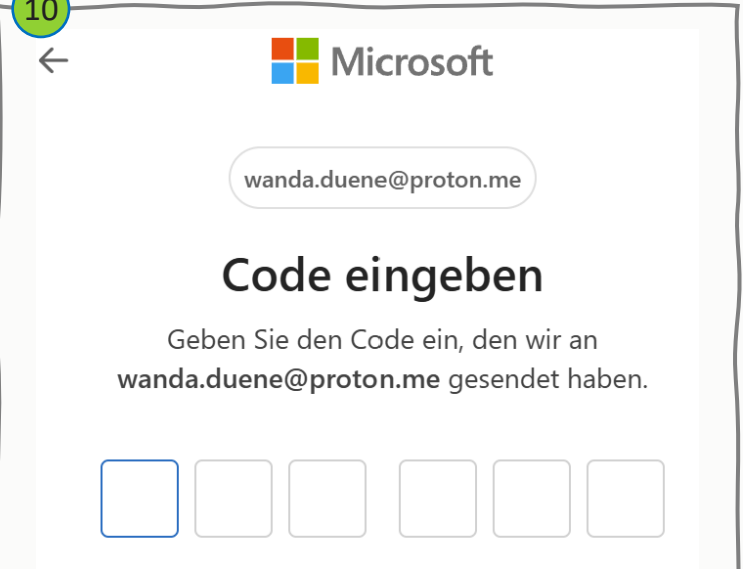 10
Microsoft
wanda.duene@proton.me
Code eingeben
Geben Sie den Code ein, den wir an
wanda.duene@proton.me gesendet haben.